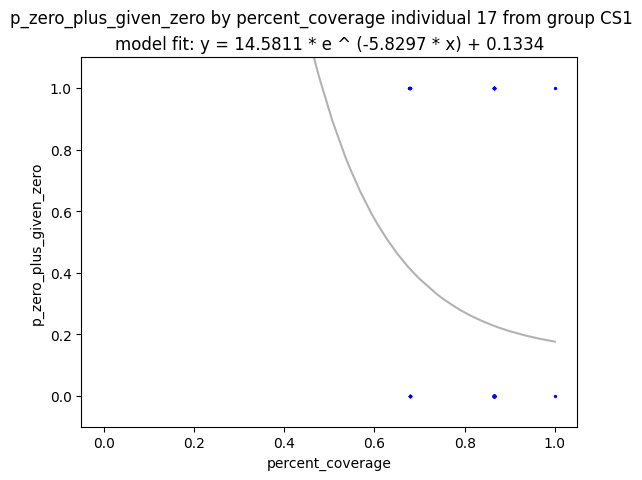 p_zero_plus_given_zero by percent_coverage individual 17 from group CS1
model fit: y = 14.5811 * e ^ (-5.8297 * x) + 0.1334
1.0
0.8
0.6
0.4
0.2
0.0
p_zero_plus_given_zero
0.0 0.2 0.4 0.6 0.8 1.0
percent_coverage